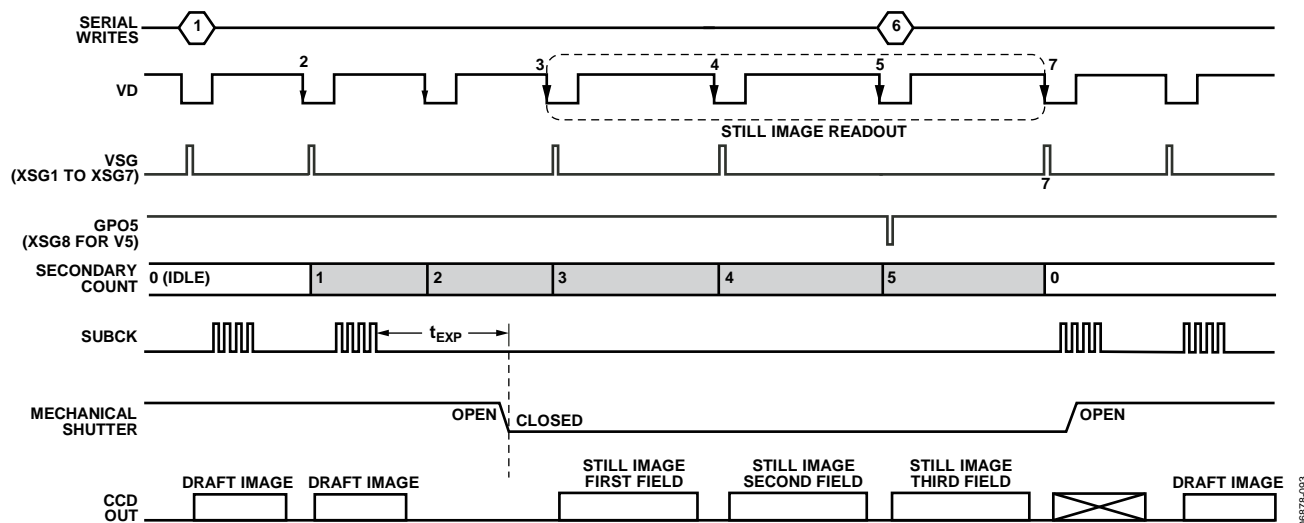 SERIAL
WRITES
1
6
VD
2
3
4
5
7
STILL IMAGE READOUT
VSG
(XSG1 TO XSG7)
7
GPO5
(XSG8 FOR V5)
SECONDARY
COUNT
0 (IDLE)
1
2
3
4
5
0
SUBCK
tEXP
MECHANICAL
SHUTTER
OPEN
CLOSED
OPEN
CCD
OUT
DRAFT IMAGE
DRAFT IMAGE
STILL IMAGE
FIRST FIELD
STILL IMAGE
SECOND FIELD
STILL IMAGE
THIRD FIELD
DRAFT IMAGE